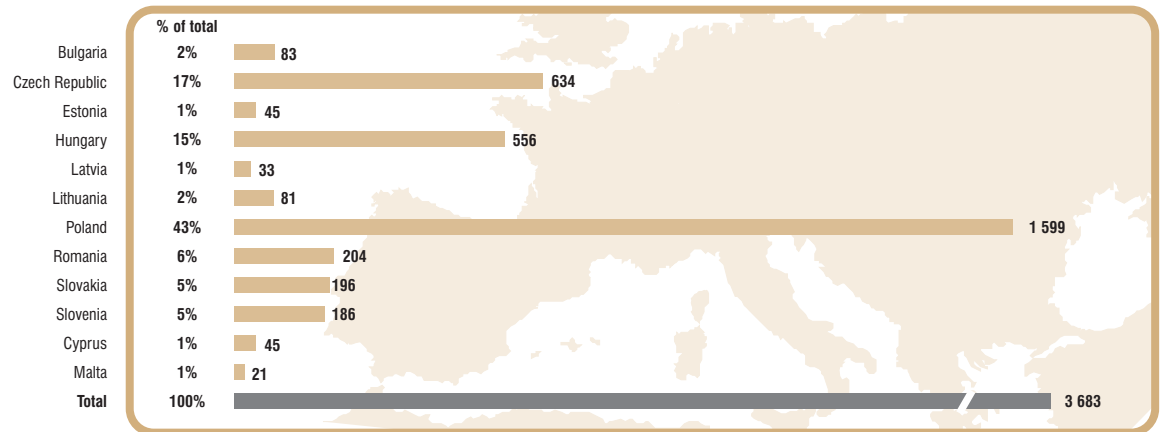 % of total
Bulgaria 2% 83
Czech Republic 17% 634
Estonia 1% 45
Hungary 15% 556
Latvia 1% 33
Lithuania 2% 81
Poland 43% 1 599
Romania 6% 204
Slovakia 5% 196
Slovenia 5% 186
Cyprus 1% 45
Malta 1% 21
Total 100% 3 683